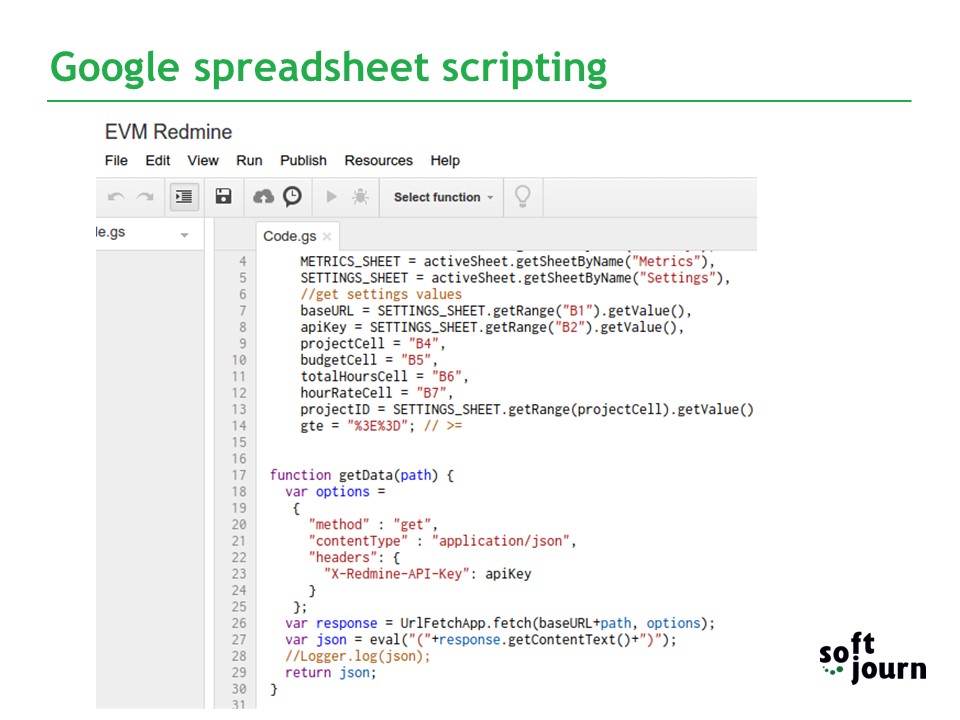 Google spreadsheet scripting
EVM Redmine
File Edit View Run Publish Resources Help
Select function
le.gs
Code.gs ×
4 METRICS_SHEET = activeSheet.getSheetByName("Metrics"),
5 SETTINGS_SHEET = activeSheet.getSheetByName("Settings"),
6 //get settings values
7 baseURL = SETTINGS_SHEET.getRange("B1").getValue(),
8 apiKey = SETTINGS_SHEET.getRange("B2").getValue(),
9 projectCell = "B4",
10 budgetCell = "B5",
11 totalHoursCell = "B6",
12 hourRateCell = "B7",
13 projectID = SETTINGS_SHEET.getRange(projectCell).getValue()
14 gte = "%3E%3D"; // >=
15
16
17 function getData(path) {
18 var options =
19 {
20 "method" : "get",
21 "contentType" : "application/json",
22 "headers": {
23 "X-Redmine-API-Key": apiKey
24 }
25 };
26 var response = UrlFetchApp.fetch(baseURL+path, options);
27 var json = eval("("+response.getContentText()+")");
28 //Logger.log(json);
29 return json;
30 }
31
soft
journ